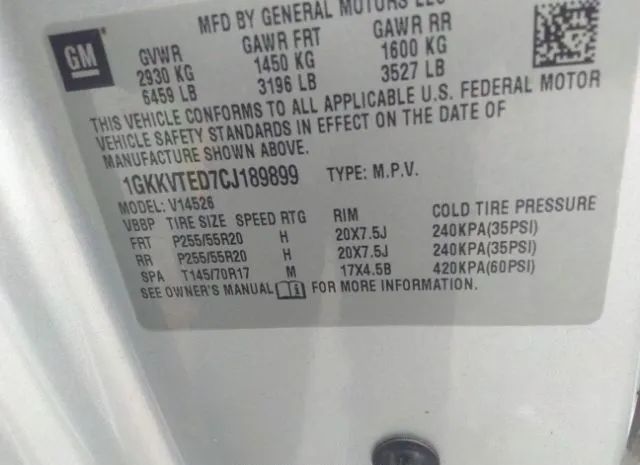 MFD BY GENERAL MOTORS LLC
GM
GVWR GAWR FRT GAWR RR
2930 KG 1450 KG 1600 KG
6459 LB 3196 LB 3527 LB
THIS VEHICLE CONFORMS TO ALL APPLICABLE U.S. FEDERAL MOTOR
VEHICLE SAFETY STANDARDS IN EFFECT ON THE DATE OF
MANUFACTURE SHOWN ABOVE.
1GKKVTED7CJ189899 TYPE: M.P.V.
MODEL: V14526
VBBP TIRE SIZE SPEED RTG RIM COLD TIRE PRESSURE
FRT P255/55R20 H 20X7.5J 240KPA(35PSI)
RR P255/55R20 H 20X7.5J 240KPA(35PSI)
SPA T145/70R17 M 17X4.5B 420KPA(60PSI)
SEE OWNER'S MANUAL FOR MORE INFORMATION.